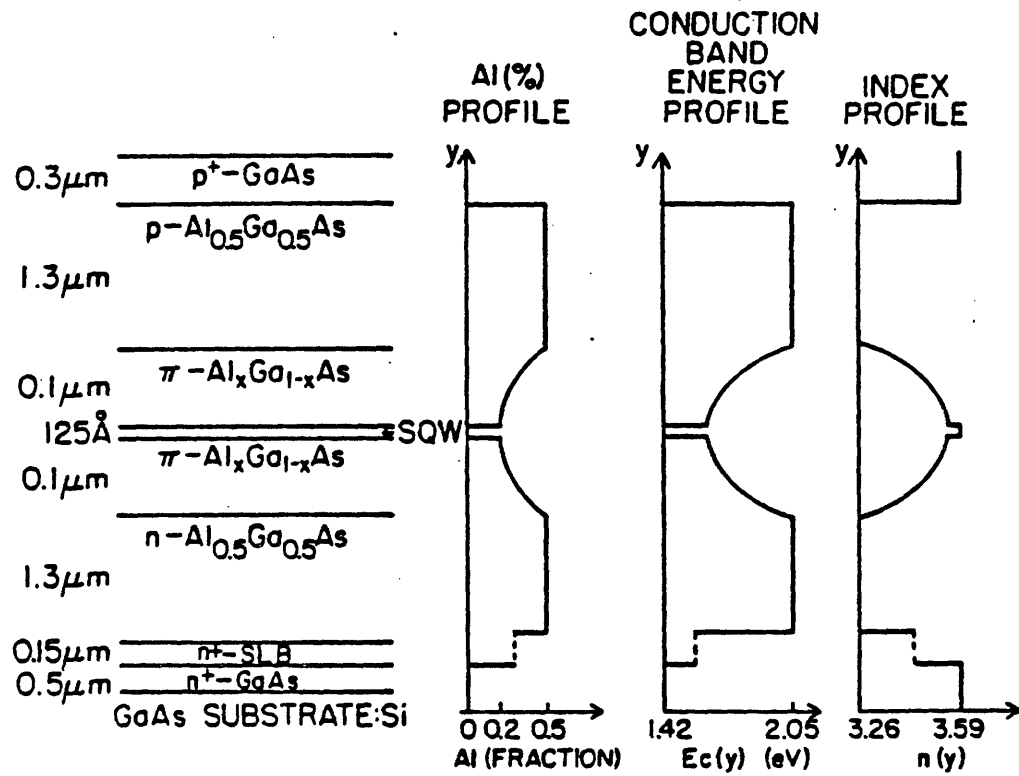 CONDUCTION
BAND
ENERGY
PROFILE
Al (%)
PROFILE
INDEX
PROFILE
y
y
y
0.3μm
p⁺-GaAs
p-Al₀.₅Ga₀.₅As
1.3μm
π-AlₓGa₁₋ₓAs
0.1μm
125Å
SQW
π-AlₓGa₁₋ₓAs
0.1μm
n-Al₀.₅Ga₀.₅As
1.3μm
0.15μm
n⁺-SLB
0.5μm
n⁺-GaAs
GaAs SUBSTRATE:Si
0 0.2 0.5
1.42 2.05
3.26 3.59
Al (FRACTION)
Ec(y) (eV)
n(y)